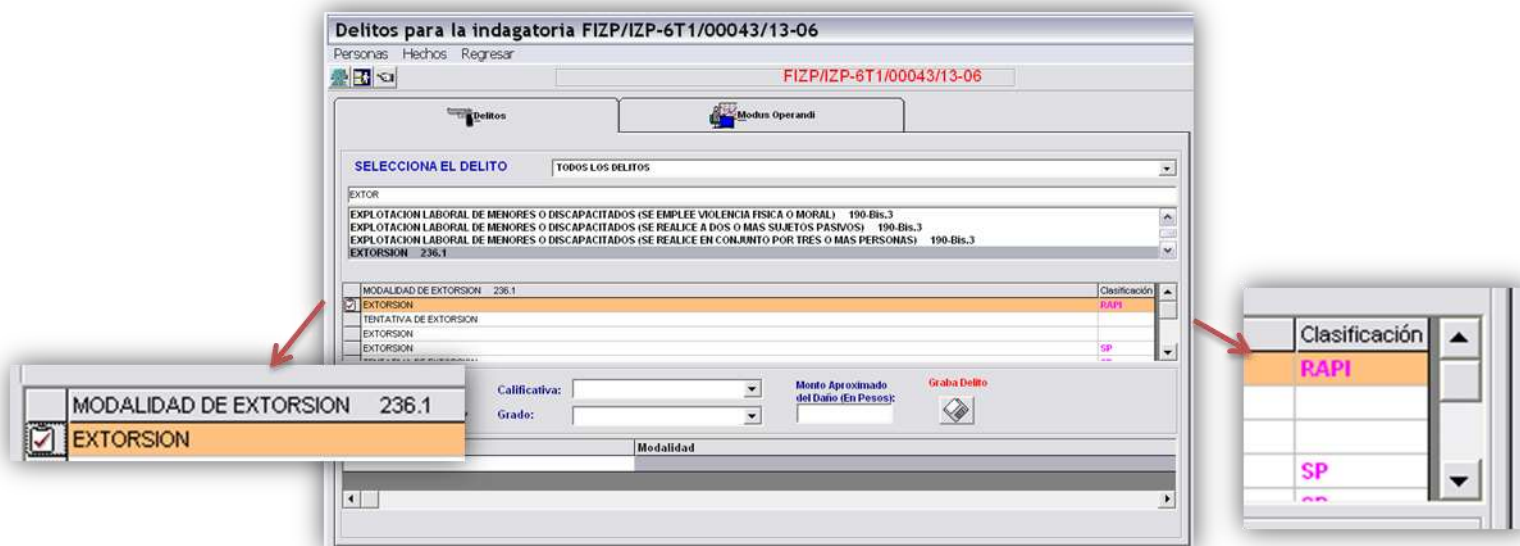 Delitos para la indagatoria FIZP/IZP-6T1/00043/13-06
Personas Hechos Regresar
FIZP/IZP-6T1/00043/13-06
Delitos
Modus Operandi
SELECCIONA EL DELITO TODOS LOS DELITOS
EXTOR
EXPLOTACION LABORAL DE MENORES O DISCAPACITADOS (SE EMPLEE VIOLENCIA FISICA O MORAL) 190-Bis.3
EXPLOTACION LABORAL DE MENORES O DISCAPACITADOS (SE REALICE A DOS O MAS SUJETOS PASIVOS) 190-Bis.3
EXPLOTACION LABORAL DE MENORES O DISCAPACITADOS (SE REALICE EN CONJUNTO POR TRES O MAS PERSONAS) 190-Bis.3
EXTORSION 236.1
MODALIDAD DE EXTORSION 236.1 Clasificación
EXTORSION RAPI
TENTATIVA DE EXTORSION
EXTORSION
EXTORSION SP
Calificativa:
Grado:
Monto Aproximado
del Daño (En Pesos):
Graba Delito
Modalidad
MODALIDAD DE EXTORSION 236.1
EXTORSION
Clasificación
RAPI
SP